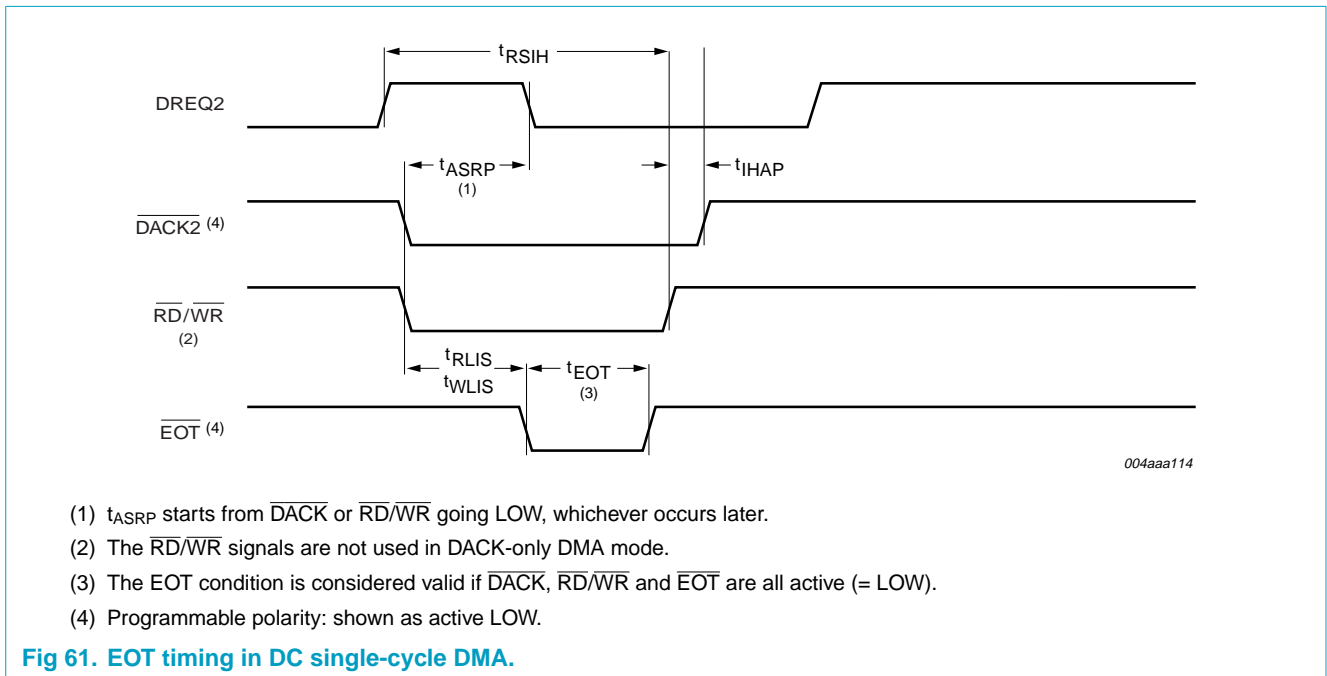 tRSIH
DREQ2
tASRP
(1)
tIHAP
DACK2 (4)
RD/WR
(2)
tRLIS
tWLIS
tEOT
(3)
EOT (4)
004aaa114
(1) tASRP starts from DACK or RD/WR going LOW, whichever occurs later.
(2) The RD/WR signals are not used in DACK-only DMA mode.
(3) The EOT condition is considered valid if DACK, RD/WR and EOT are all active (= LOW).
(4) Programmable polarity: shown as active LOW.
Fig 61. EOT timing in DC single-cycle DMA.